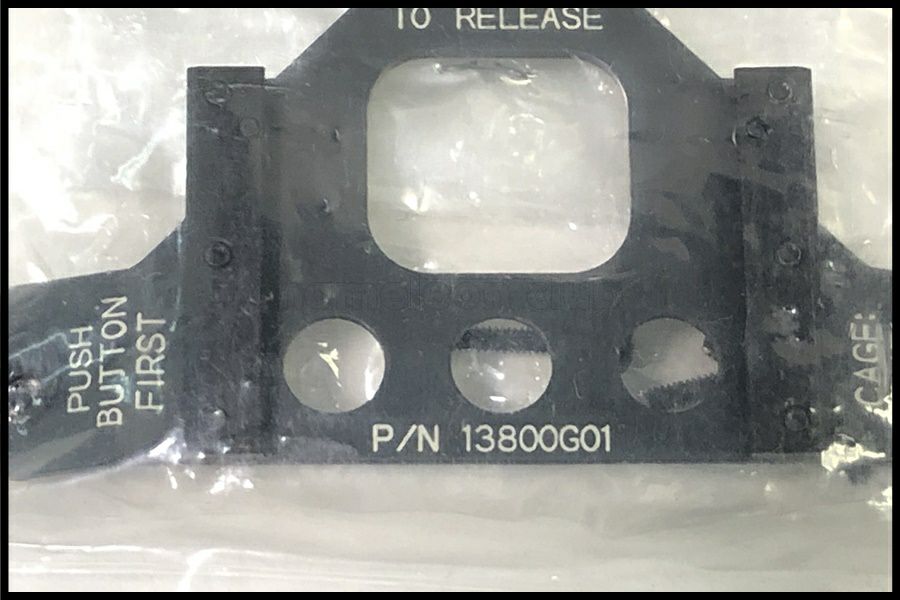 TO RELEASE
PUSH
BUTTON
FIRST
CAGE:
P/N 13800G01